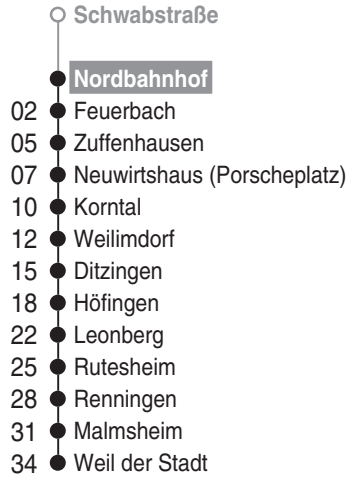 Schwabstraße
Nordbahnhof
02 Feuerbach
05 Zuffenhausen
07 Neuwirtshaus (Porscheplatz)
10 Korntal
12 Weilimdorf
15 Ditzingen
18 Höfingen
22 Leonberg
25 Rutesheim
28 Renningen
31 Malmsheim
34 Weil der Stadt